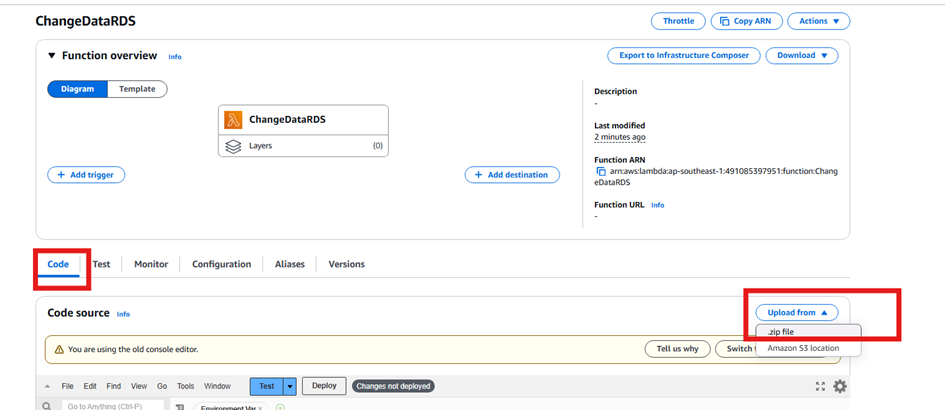 ChangeDataRDS
Throttle
Copy ARN
Actions
Function overview Info
Export to Infrastructure Composer
Download
Diagram
Template
ChangeDataRDS
Layers (0)
Add trigger
Add destination
Description
-
Last modified
2 minutes ago
Function ARN
arn:aws:lambda:ap-southeast-1:491085397951:function:Chang
eDataRDS
Function URL Info
-
Code
Test
Monitor
Configuration
Aliases
Versions
Code source Info
Upload from
.zip file
Amazon S3 location
You are using the old console editor.
Tell us why
Switch
File Edit Find View Go Tools Window
Test
Deploy
Changes not deployed
Go to Anything (Ctrl-P)
Environment Var